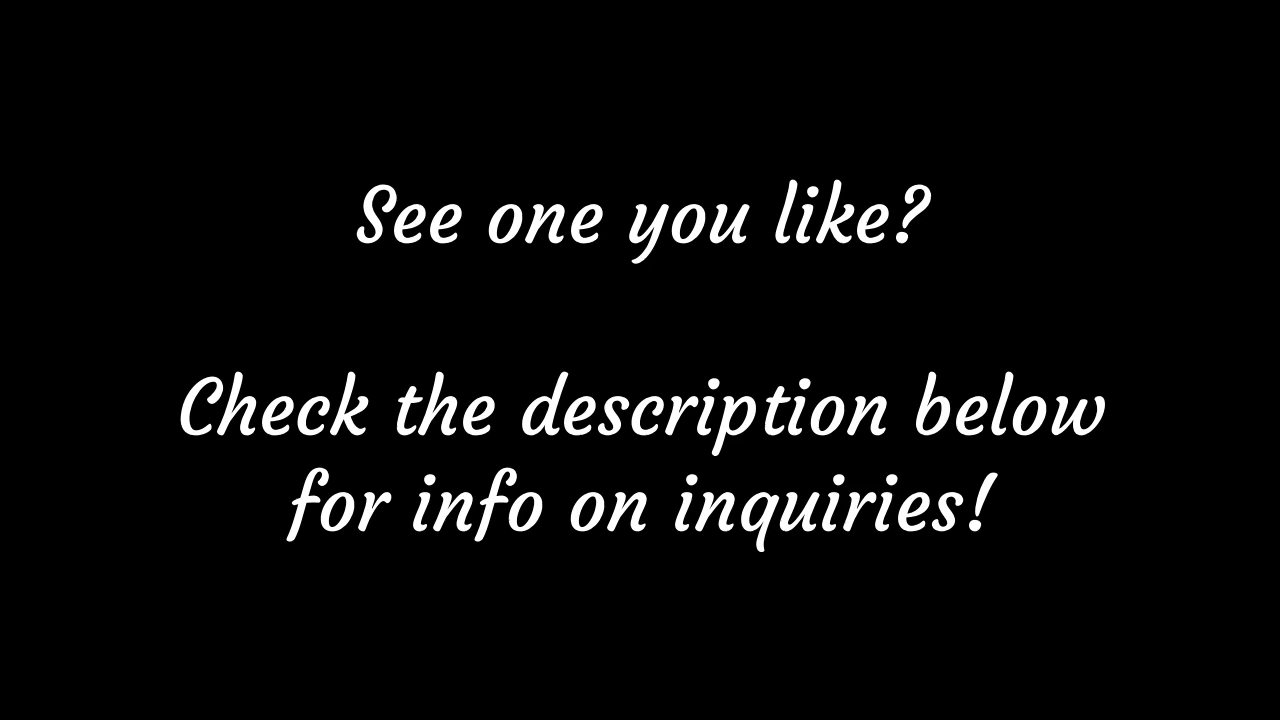 See one you like?
Check the description below
for info on inquiries!